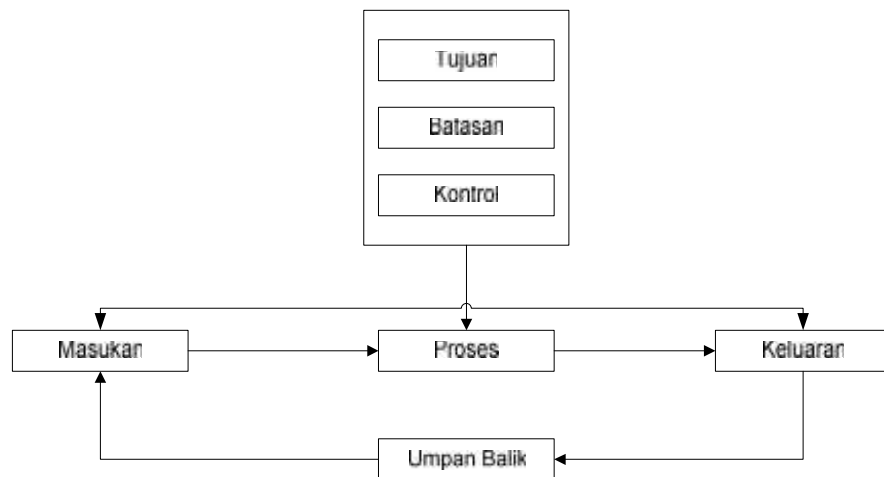 Tujuan
Batasan
Kontrol
Masukan
Proses
Keluaran
Umpan Balik